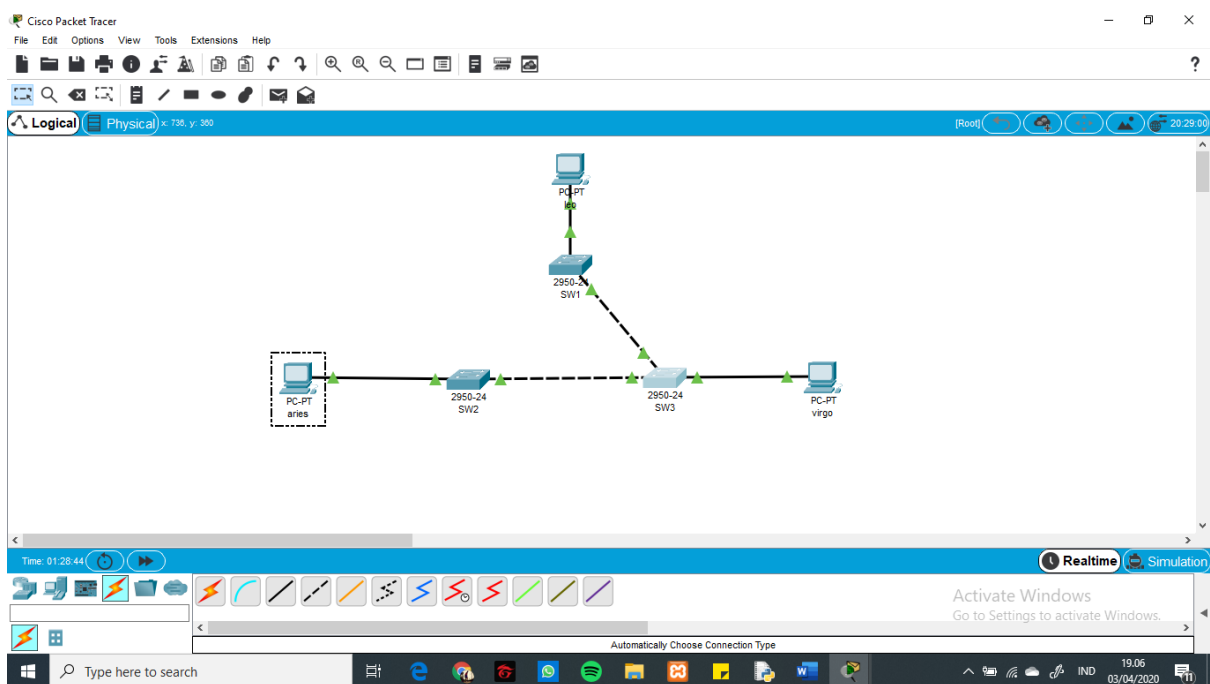 Cisco Packet Tracer
File Edit Options View Tools Extensions Help
Logical Physical x: 736, y: 360 [Root] 20:29:00
PC-PT
leo
2950-24
SW1
PC-PT
aries
2950-24
SW2
2950-24
SW3
PC-PT
virgo
Time: 01:28:44 Realtime Simulation
Activate Windows
Go to Settings to activate Windows.
Automatically Choose Connection Type
Type here to search
IND
19.06
03/04/2020